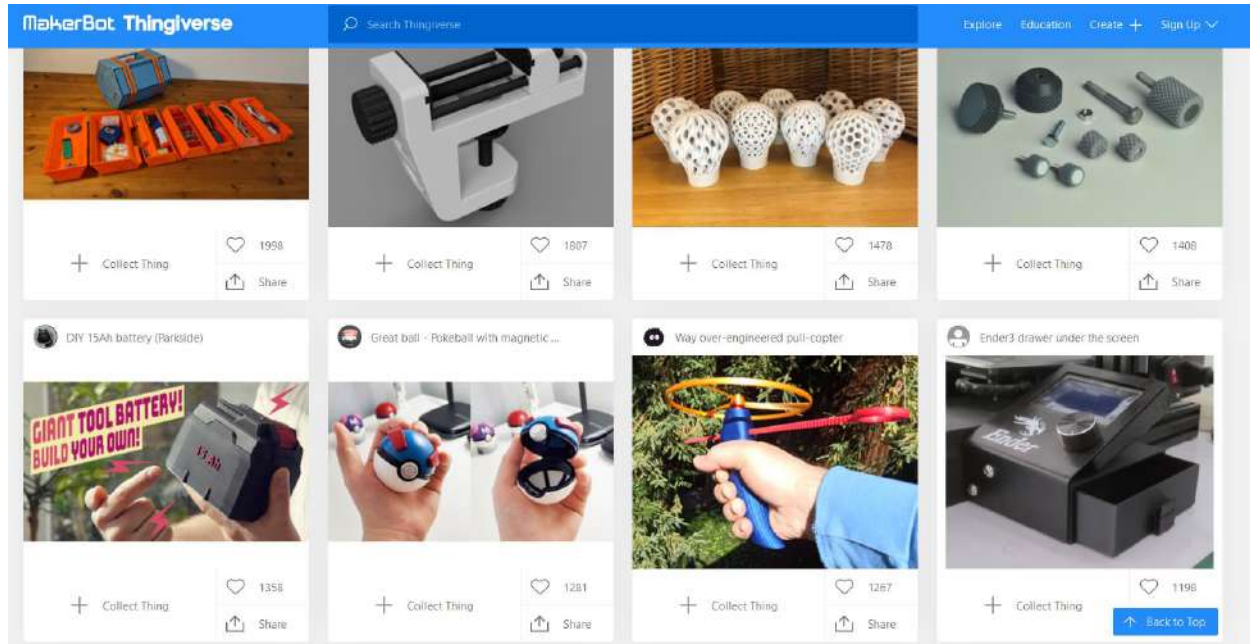 MakerBot Thingiverse
Search Thingiverse
Explore Education Create + Sign Up
1998
Collect Thing
Share
1807
Collect Thing
Share
1478
Collect Thing
Share
1408
Collect Thing
Share
DIY 15Ah battery (Parkside)
GIANT TOOL BATTERY!
BUILD YOUR OWN!
15Ah
1358
Collect Thing
Share
Great ball - Pokeball with magnetic ...
1281
Collect Thing
Share
Way over-engineered pull-copter
1267
Collect Thing
Share
Ender3 drawer under the screen
Ender
1198
Collect Thing
Share
Back to Top